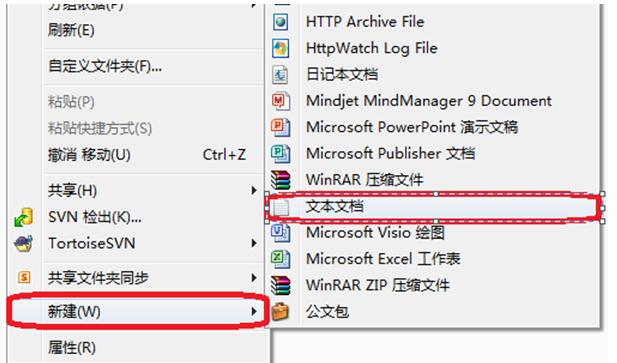 分组依据(P)
刷新(E)
自定义文件夹(F)...
粘贴(P)
粘贴快捷方式(S)
撤消 移动(U) Ctrl+Z
共享(H)
SVN 检出(K)...
TortoiseSVN
共享文件夹同步
新建(W)
属性(R)
HTTP Archive File
HttpWatch Log File
日记本文档
Mindjet MindManager 9 Document
Microsoft PowerPoint 演示文稿
Microsoft Publisher 文档
WinRAR 压缩文件
文本文档
Microsoft Visio 绘图
Microsoft Excel 工作表
WinRAR ZIP 压缩文件
公文包